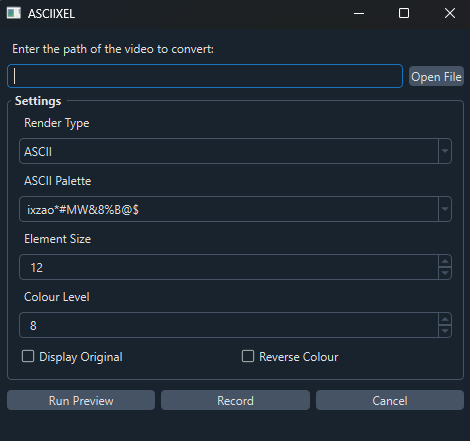 ASCIIXEL
Enter the path of the video to convert:
Open File
Settings
Render Type
ASCII
ASCII Palette
ixzao*#MW&8%B@$
Element Size
12
Colour Level
8
Display Original Reverse Colour
Run Preview Record Cancel